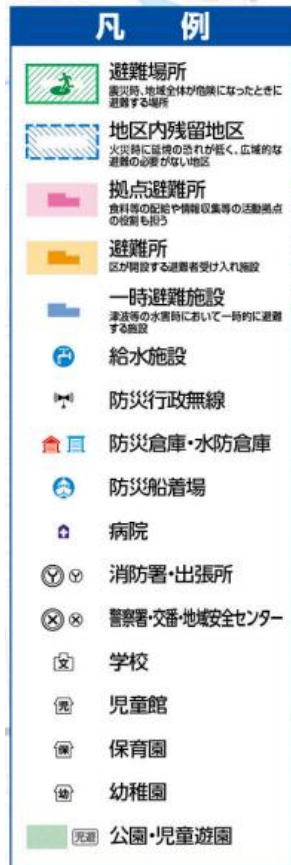 凡 例
避難場所
震災時、地域全体が危険になったときに
避難する場所
地区内残留地区
火災時に延焼の恐れが低く、広域的な
避難の必要がない地区
拠点避難所
食料等の配給や情報収集等の活動拠点
の役割も担う
避難所
区が開設する避難者受け入れ施設
一時避難施設
津波等の水害時において一時的に避難
する施設
給水施設
防災行政無線
防災倉庫・水防倉庫
防災船着場
病院
消防署・出張所
警察署・交番・地域安全センター
文 学校
児 児童館
保 保育園
幼 幼稚園
児遊 公園・児童遊園